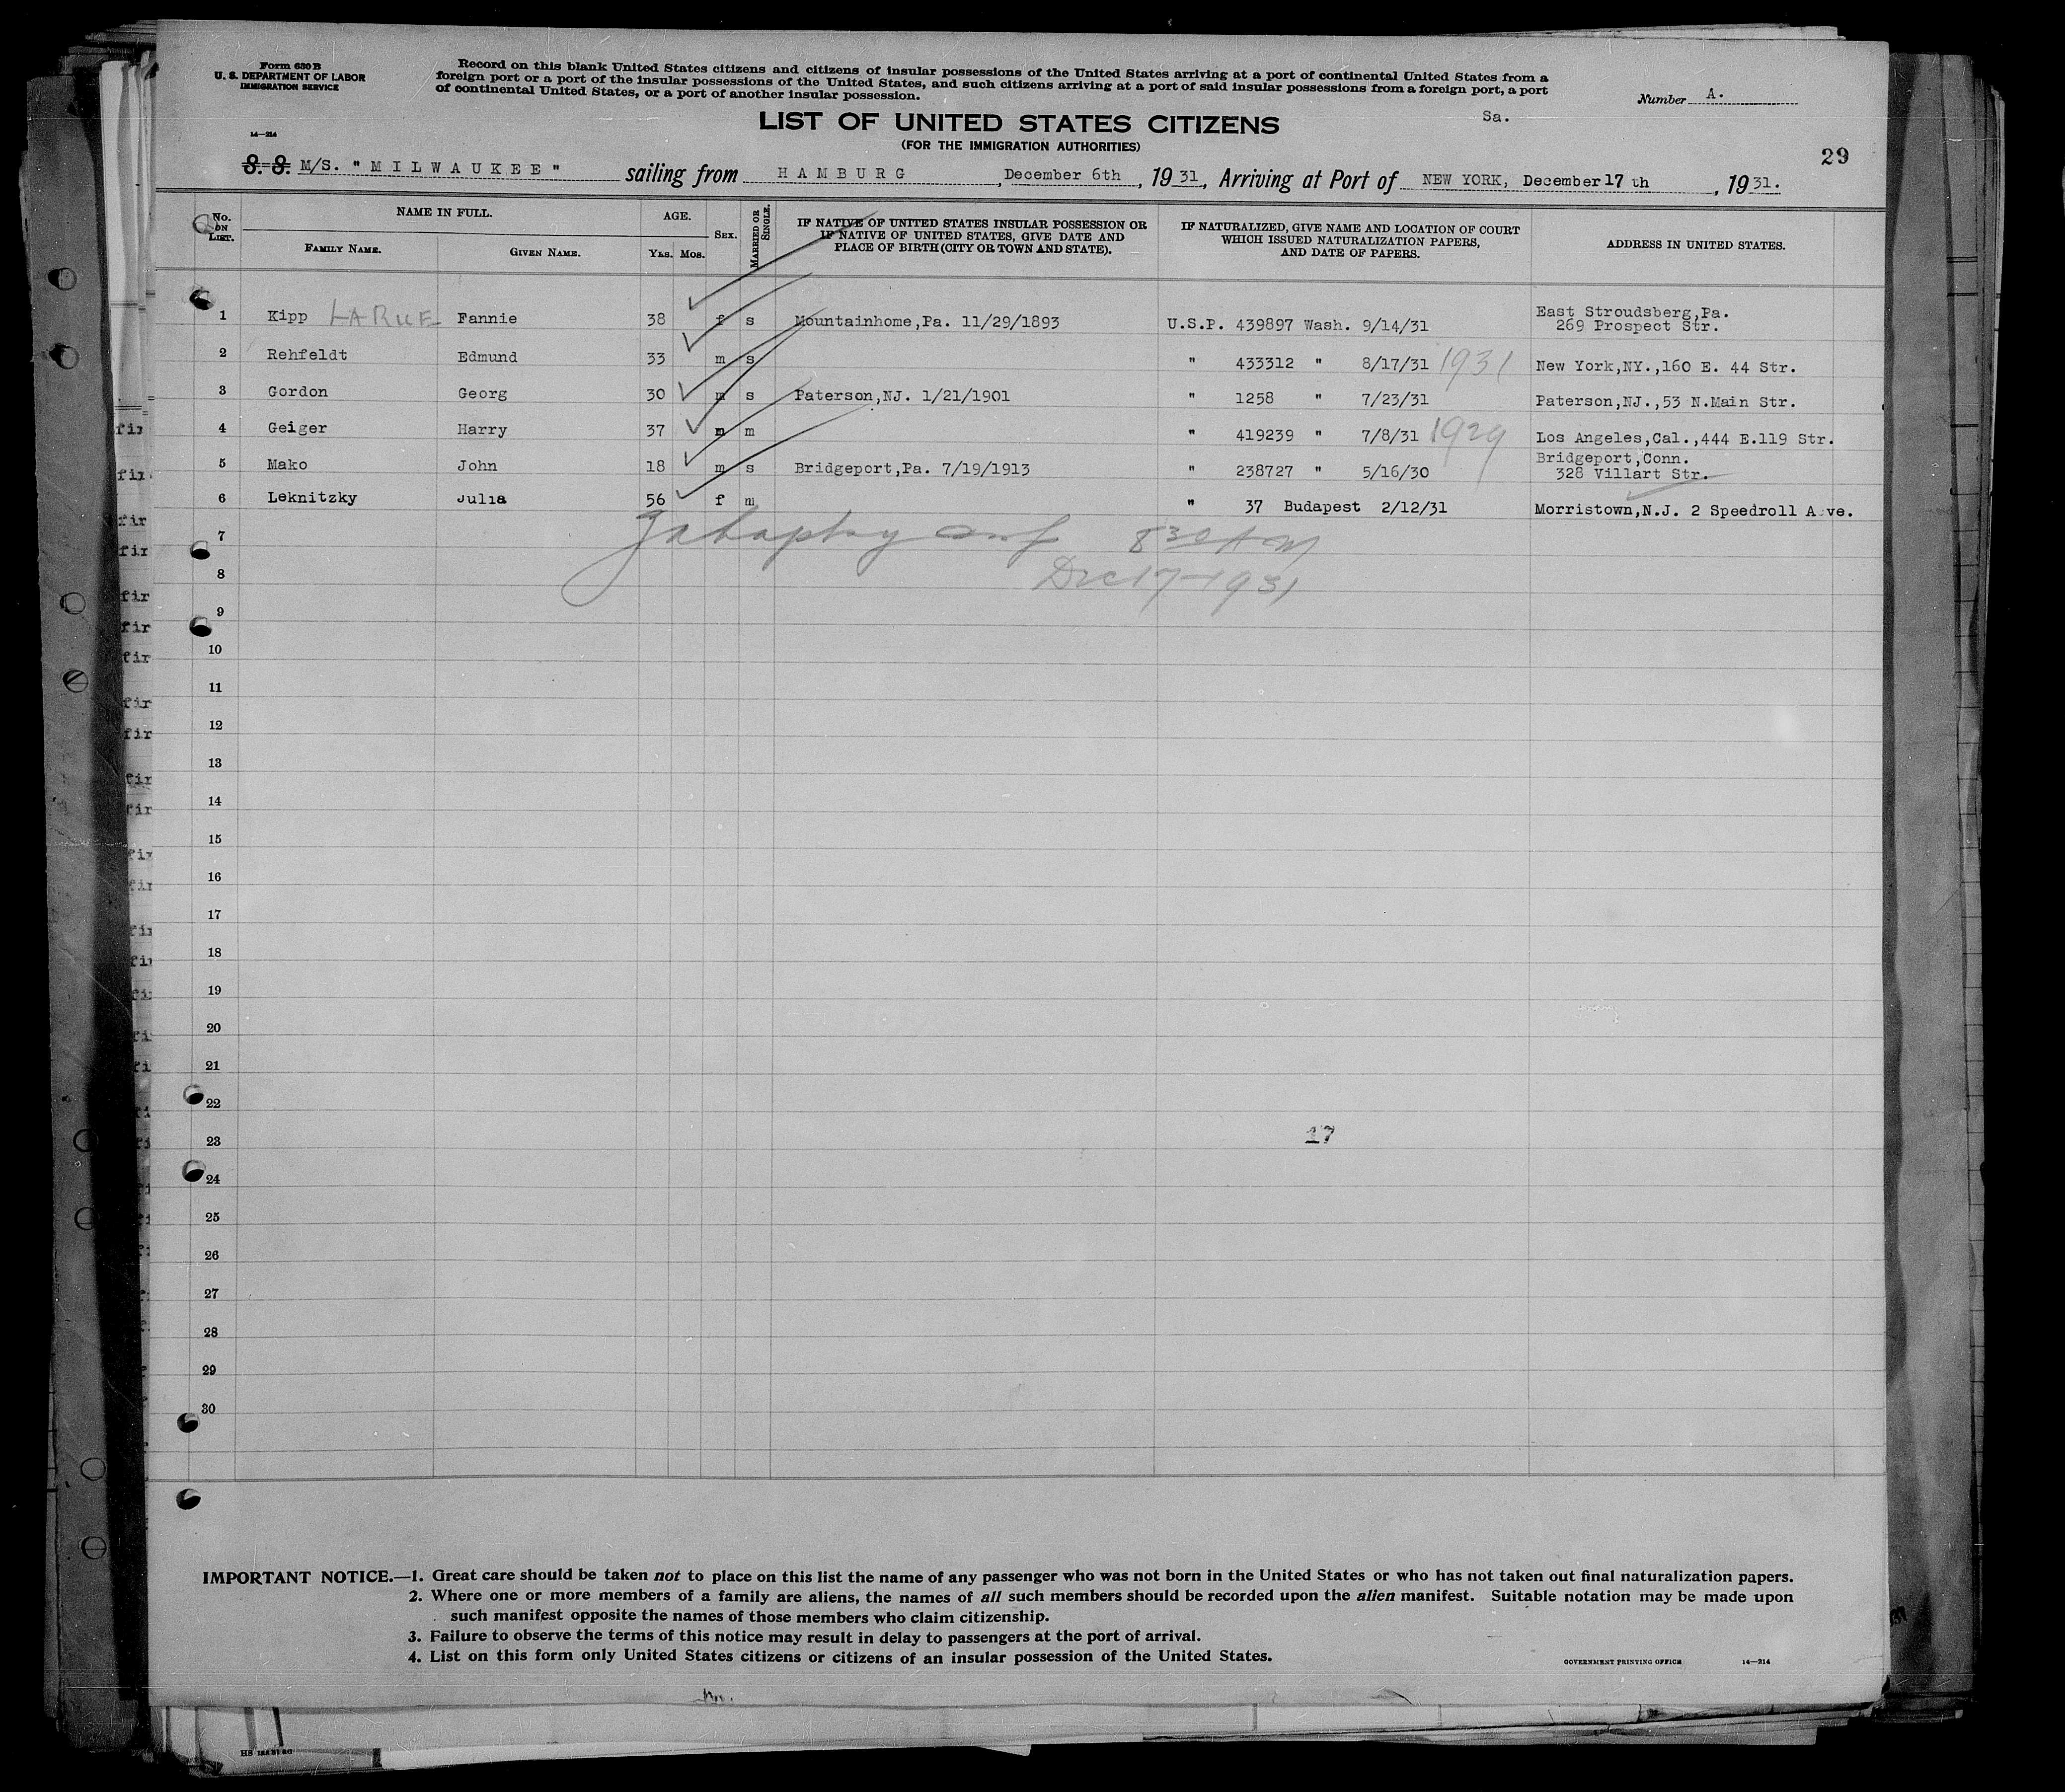 Form 630 B
U. S. DEPARTMENT OF LABOR
IMMIGRATION SERVICE
14—214
Record on this blank United States citizens and citizens of insular possessions of the United States arriving at a port of continental United States from a
foreign port or a port of the insular possessions of the United States, and such citizens arriving at a port of said insular possessions from a foreign port, a port
of continental United States, or a port of another insular possession.
Number A.
Sa.
LIST OF UNITED STATES CITIZENS
(FOR THE IMMIGRATION AUTHORITIES)
29
S. S. M/S. "MILWAUKEE" sailing from HAMBURG, December 6th, 1931, Arriving at Port of NEW YORK, December 17 th, 1931.
No. ON LIST. NAME IN FULL. FAMILY NAME. GIVEN NAME. AGE. YRS. MOS. SEX. MARRIED OR SINGLE. IF NATIVE OF UNITED STATES INSULAR POSSESSION OR IF NATIVE OF UNITED STATES, GIVE DATE AND PLACE OF BIRTH (CITY OR TOWN AND STATE). IF NATURALIZED, GIVE NAME AND LOCATION OF COURT WHICH ISSUED NATURALIZATION PAPERS, AND DATE OF PAPERS. ADDRESS IN UNITED STATES.
1 Kipp LARUE Fannie 38 f s Mountainhome,Pa. 11/29/1893 U.S.P. 439897 Wash. 9/14/31 East Stroudsberg,Pa. 269 Prospect Str.
2 Rehfeldt Edmund 33 m s " 433312 " 8/17/31 1931 New York,NY.,160 E. 44 Str.
3 Gordon Georg 30 m s Paterson,NJ. 1/21/1901 " 1258 " 7/23/31 Paterson,NJ.,53 N.Main Str.
4 Geiger Harry 37 m m " 419239 " 7/8/31 1929 Los Angeles,Cal.,444 E.119 Str.
5 Mako John 18 m s Bridgeport,Pa. 7/19/1913 " 238727 " 5/16/30 Bridgeport,Conn. 328 Villart Str.
6 Leknitzky Julia 56 f m " 37 Budapest 2/12/31 Morristown,N.J. 2 Speedroll A ve.
7 8 30 AM
8 Dec 17-1931
9
10
11
12
13
14
15
16
17
18
19
20
21
22
23 17
24
25
26
27
28
29
30
IMPORTANT NOTICE.—1. Great care should be taken not to place on this list the name of any passenger who was not born in the United States or who has not taken out final naturalization papers.
2. Where one or more members of a family are aliens, the names of all such members should be recorded upon the alien manifest. Suitable notation may be made upon
such manifest opposite the names of those members who claim citizenship.
3. Failure to observe the terms of this notice may result in delay to passengers at the port of arrival.
4. List on this form only United States citizens or citizens of an insular possession of the United States.
GOVERNMENT PRINTING OFFICE 14—214